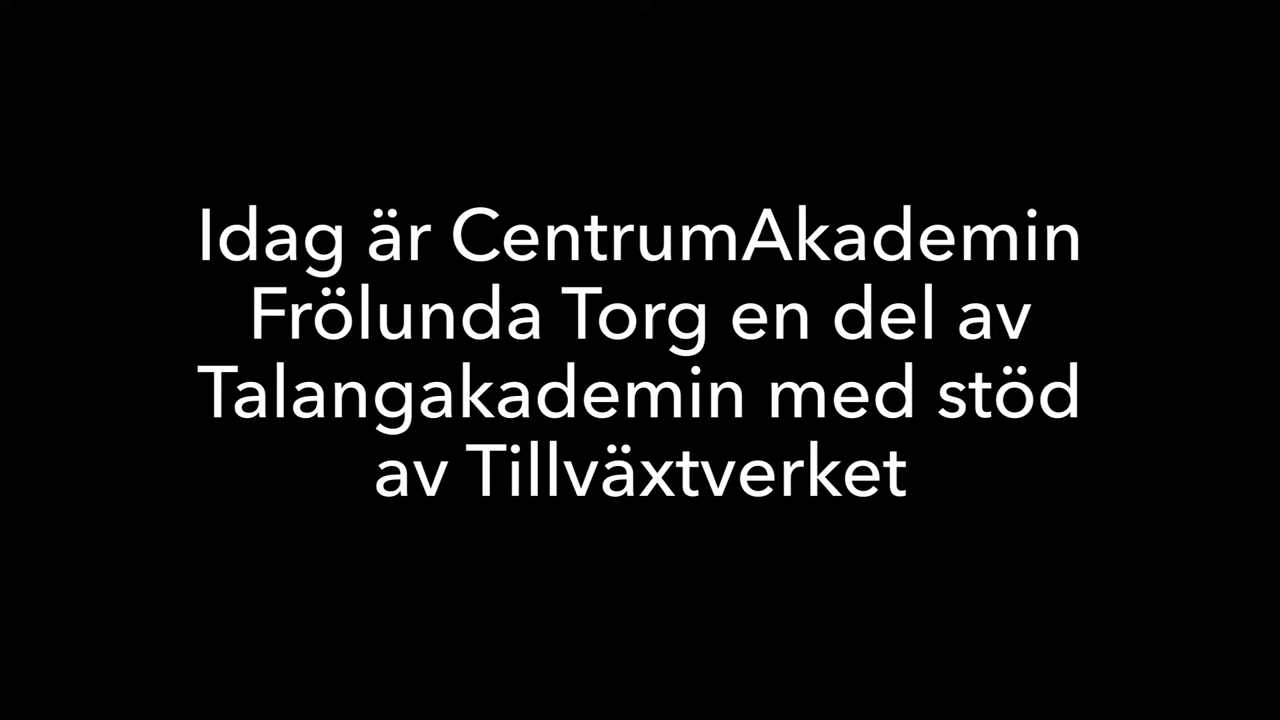 Idag är CentrumAkademin
Frölunda Torg en del av
Talangakademin med stöd
av Tillväxtverket